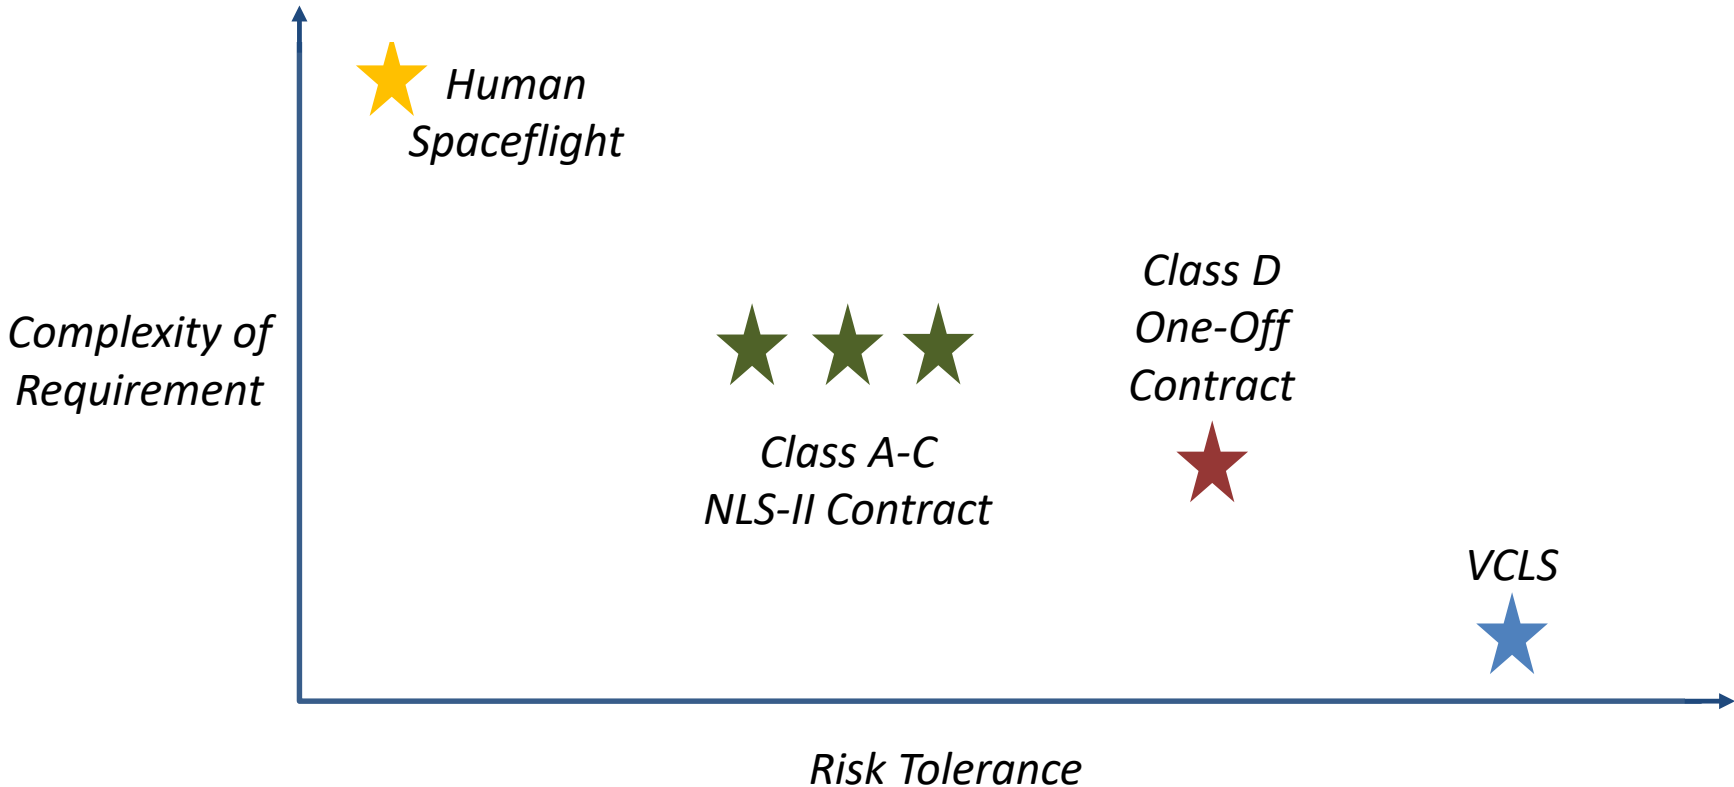 Human
Spaceflight
Class D
One-Off
Contract
Complexity of
Requirement
Class A-C
NLS-II Contract
VCLS
Risk Tolerance